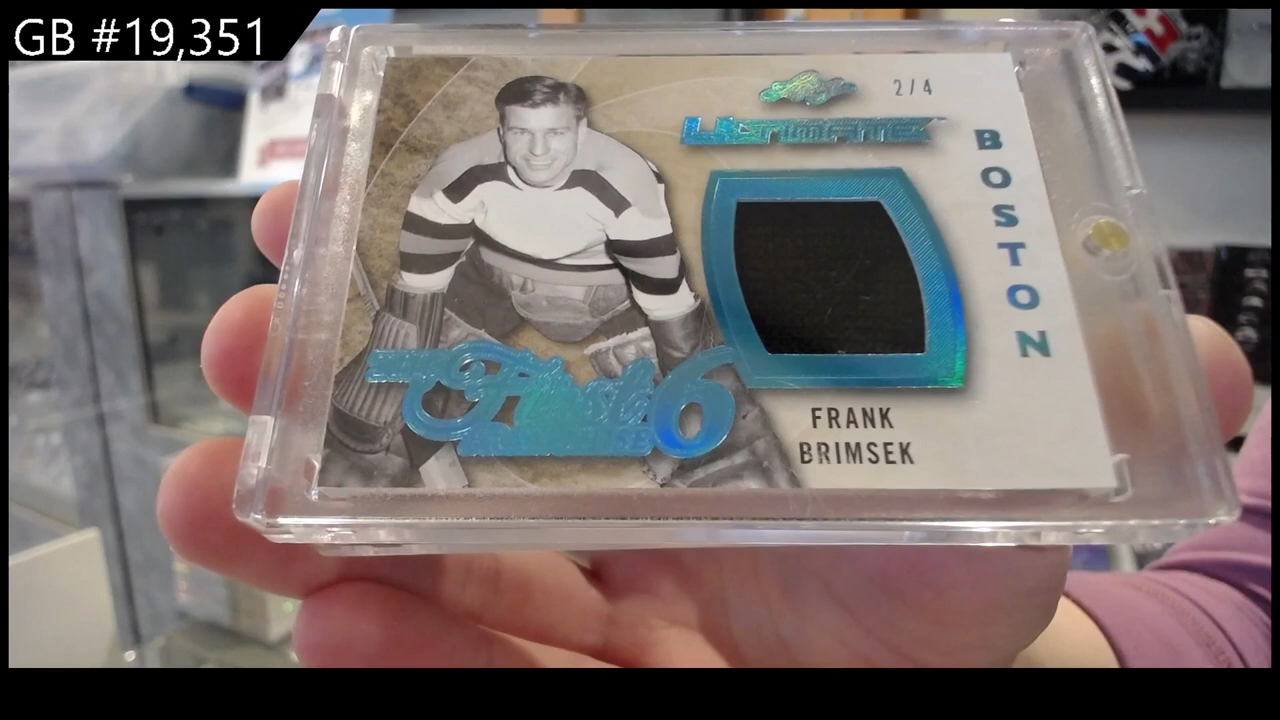 GB #19,351
2/4
ULTIMATE
BOSTON
First 6
FRANK
BRIMSEK